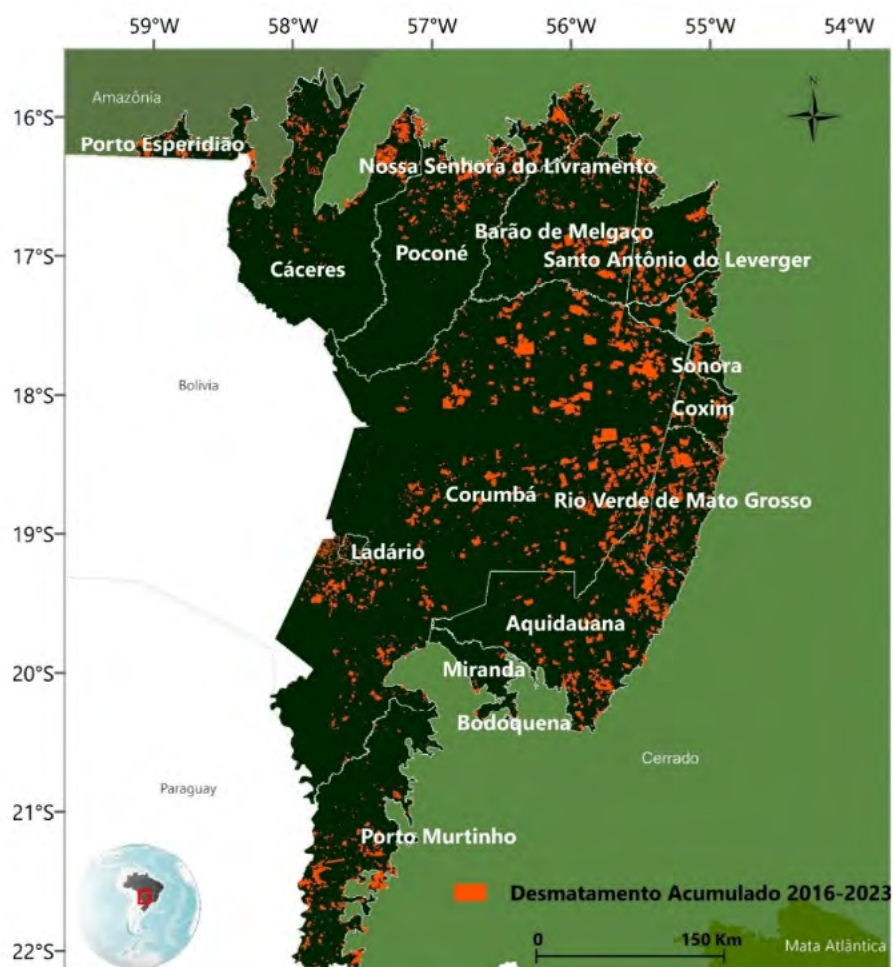 59°W 58°W 57°W 56°W 55°W 54°W
N
Amazônia
16°S
Porto Esperidião
Nossa Senhora do Livramento
Barão de Melgaço
17°S
Cáceres
Poconé
Santo Antônio do Leverger
Sonora
18°S
Bolivia
Coxim
Corumbá
Rio Verde de Mato Grosso
19°S
Ladário
Aquidauana
20°S
Miranda
Bodoquena
Cerrado
Paraguay
21°S
Porto Murtinho
Desmatamento Acumulado 2016-2023
0 150 Km
22°S
Mata Atlântica